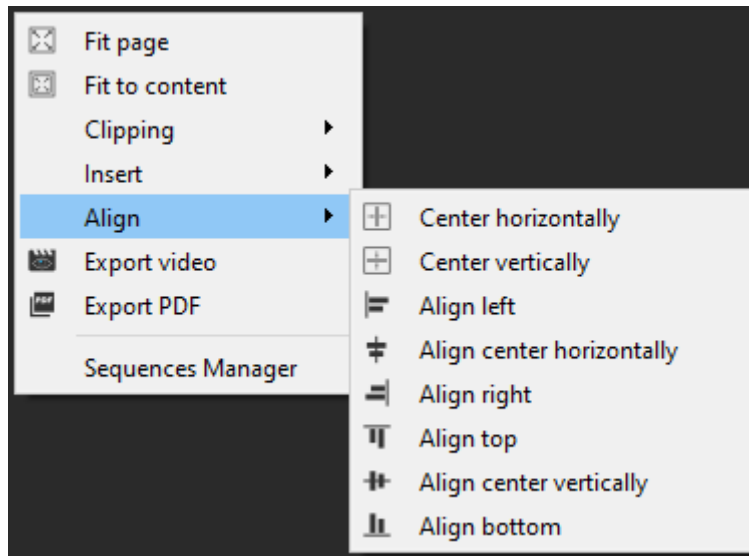 Fit page
Fit to content
Clipping
Insert
Align
Export video
PDF Export PDF
Sequences Manager
Center horizontally
Center vertically
Align left
Align center horizontally
Align right
Align top
Align center vertically
Align bottom